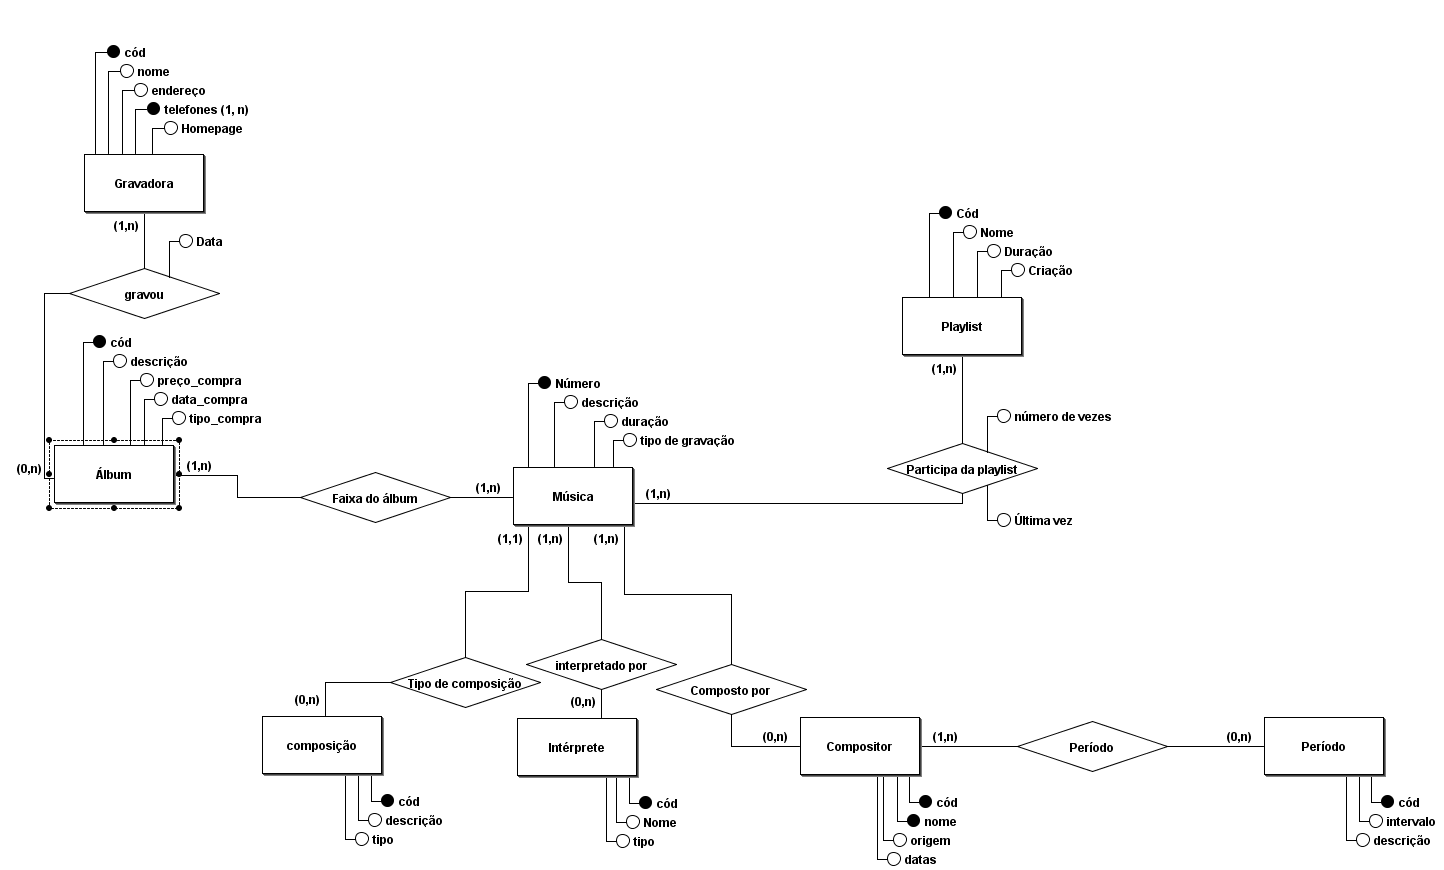 cód
nome
endereço
telefones (1, n)
Homepage
Gravadora
(1,n)
Data
gravou
cód
descrição
preço_compra
data_compra
tipo_compra
Álbum
(0,n)
(1,n)
Faixa do álbum
(1,n)
Número
descrição
duração
tipo de gravação
Música
(1,n)
Cód
Nome
Duração
Criação
Playlist
(1,n)
número de vezes
Participa da playlist
Última vez
(1,1)
(1,n)
(1,n)
Tipo de composição
interpretado por
Composto por
(0,n)
(0,n)
(0,n)
composição
cód
descrição
tipo
Intérprete
cód
Nome
tipo
Compositor
cód
nome
origem
datas
(1,n)
Período
(0,n)
Período
cód
intervalo
descrição